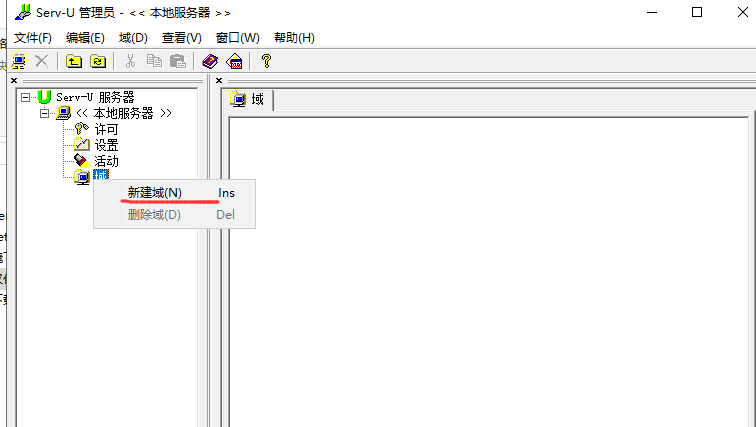 Serv-U 管理员 - << 本地服务器 >>
文件(F) 编辑(E) 域(D) 查看(V) 窗口(W) 帮助(H)
Serv-U 服务器
<< 本地服务器 >>
许可
设置
活动
域
新建域(N) Ins
删除域(D) Del
域